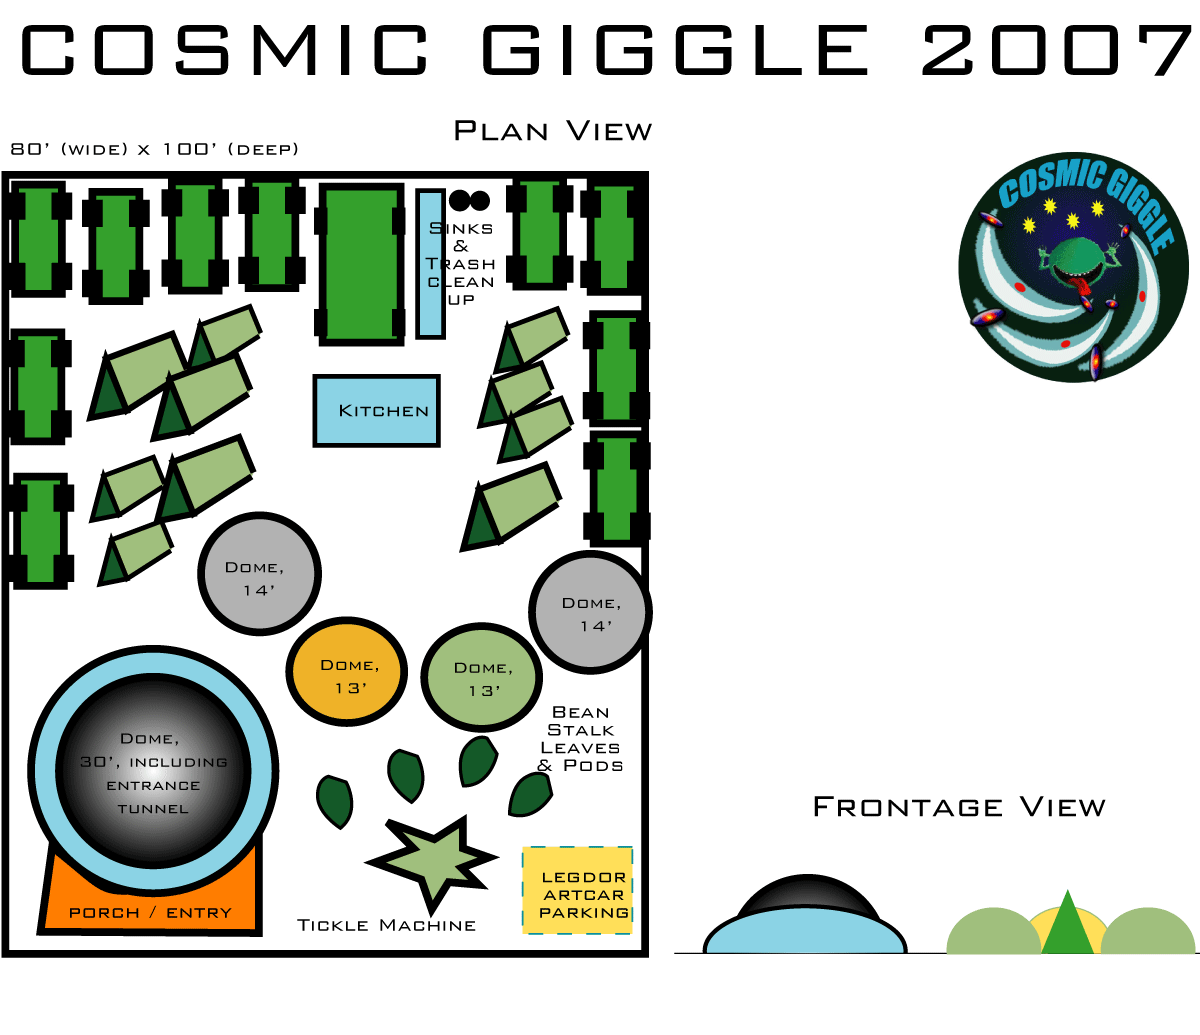 COSMIC GIGGLE 2007
PLAN VIEW
80' (WIDE) X 100' (DEEP)
COSMIC GIGGLE
SINKS
&
TRASH
CLEAN
UP
KITCHEN
DOME,
14'
DOME,
14'
DOME,
13'
DOME,
13'
BEAN
STALK
LEAVES
& PODS
DOME,
30', INCLUDING
ENTRANCE
TUNNEL
FRONTAGE VIEW
LEGDOR
ARTCAR
PARKING
PORCH / ENTRY
TICKLE MACHINE